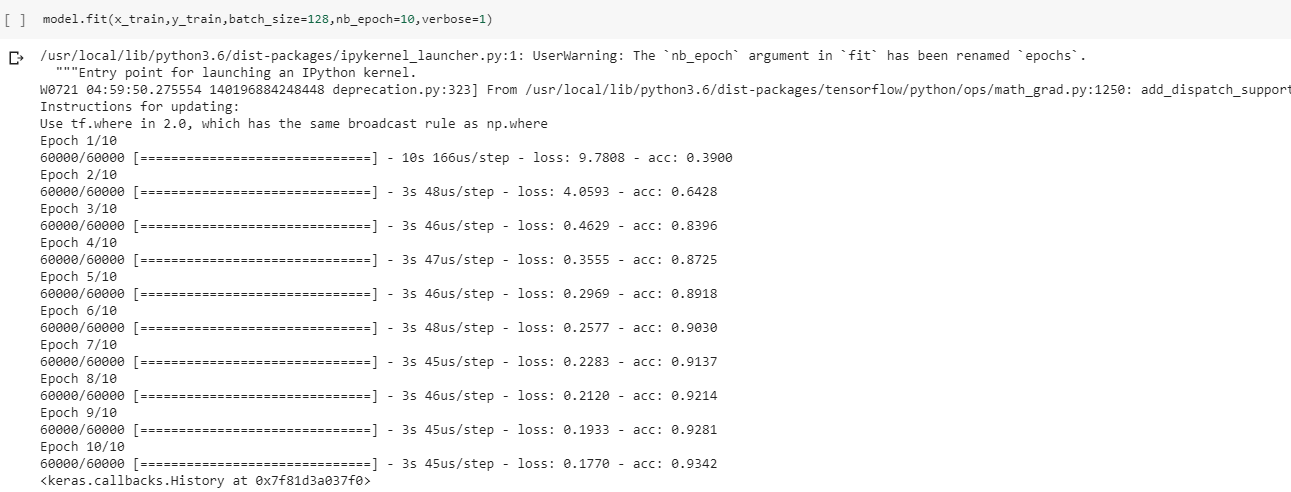 [ ] model.fit(x_train,y_train,batch_size=128,nb_epoch=10,verbose=1)
/usr/local/lib/python3.6/dist-packages/ipykernel_launcher.py:1: UserWarning: The `nb_epoch` argument in `fit` has been renamed `epochs`.
"""Entry point for launching an IPython kernel.
W0721 04:59:50.275554 140196884248448 deprecation.py:323] From /usr/local/lib/python3.6/dist-packages/tensorflow/python/ops/math_grad.py:1250: add_dispatch_support
Instructions for updating:
Use tf.where in 2.0, which has the same broadcast rule as np.where
Epoch 1/10
60000/60000 [==============================] - 10s 166us/step - loss: 9.7808 - acc: 0.3900
Epoch 2/10
60000/60000 [==============================] - 3s 48us/step - loss: 4.0593 - acc: 0.6428
Epoch 3/10
60000/60000 [==============================] - 3s 46us/step - loss: 0.4629 - acc: 0.8396
Epoch 4/10
60000/60000 [==============================] - 3s 47us/step - loss: 0.3555 - acc: 0.8725
Epoch 5/10
60000/60000 [==============================] - 3s 46us/step - loss: 0.2969 - acc: 0.8918
Epoch 6/10
60000/60000 [==============================] - 3s 48us/step - loss: 0.2577 - acc: 0.9030
Epoch 7/10
60000/60000 [==============================] - 3s 45us/step - loss: 0.2283 - acc: 0.9137
Epoch 8/10
60000/60000 [==============================] - 3s 46us/step - loss: 0.2120 - acc: 0.9214
Epoch 9/10
60000/60000 [==============================] - 3s 45us/step - loss: 0.1933 - acc: 0.9281
Epoch 10/10
60000/60000 [==============================] - 3s 45us/step - loss: 0.1770 - acc: 0.9342
<keras.callbacks.History at 0x7f81d3a037f0>